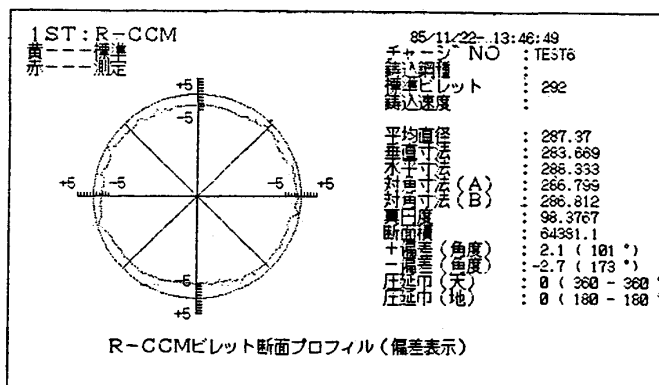 1ST:R-CCM
黄---標準
赤---測定
85/11/22- 13:46:49
チャージNO :TEST6
鋳込鋼種 :
標準ビレット : 292
鋳込速度 :
平均直径 : 287.37
垂直寸法 : 283.669
水平寸法 : 288.333
対角寸法(A) : 266.799
対角寸法(B) : 286.812
真円度 : 98.3767
断面積 : 64381.1
+偏差(角度) : 2.1 ( 101 °)
-偏差(角度) :-2.7 ( 173 °)
圧延巾(天) : 0 ( 360 - 360 °
圧延巾(地) : 0 ( 180 - 180 °
+5
-5
+5
-5
-5
+5
-5
+5
R-CCMビレット断面プロフィル(偏差表示)